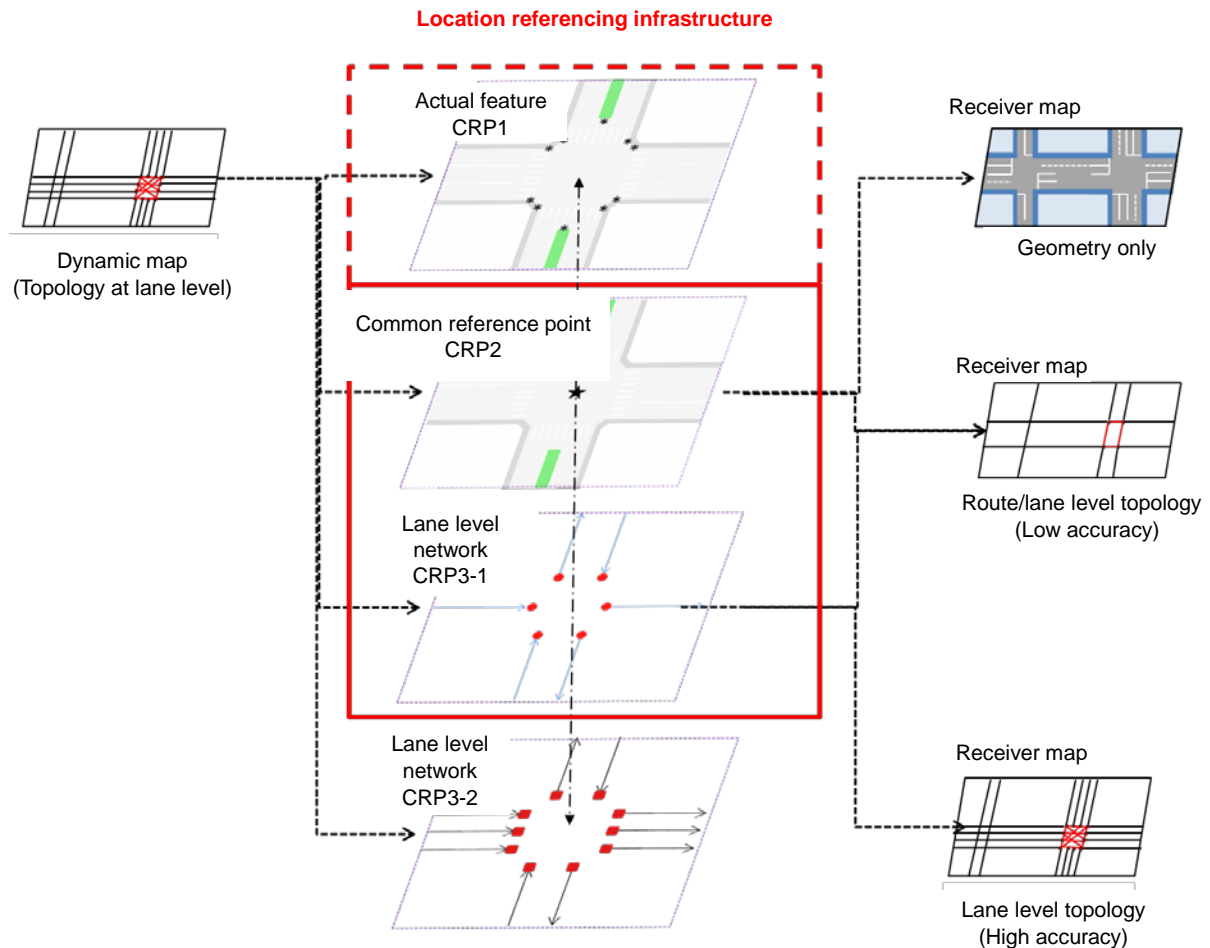 Location referencing infrastructure
Actual feature
CRP1
Receiver map
Geometry only
Dynamic map
(Topology at lane level)
Common reference point
CRP2
Receiver map
Route/lane level topology
(Low accuracy)
Lane level
network
CRP3-1
Lane level
network
CRP3-2
Receiver map
Lane level topology
(High accuracy)